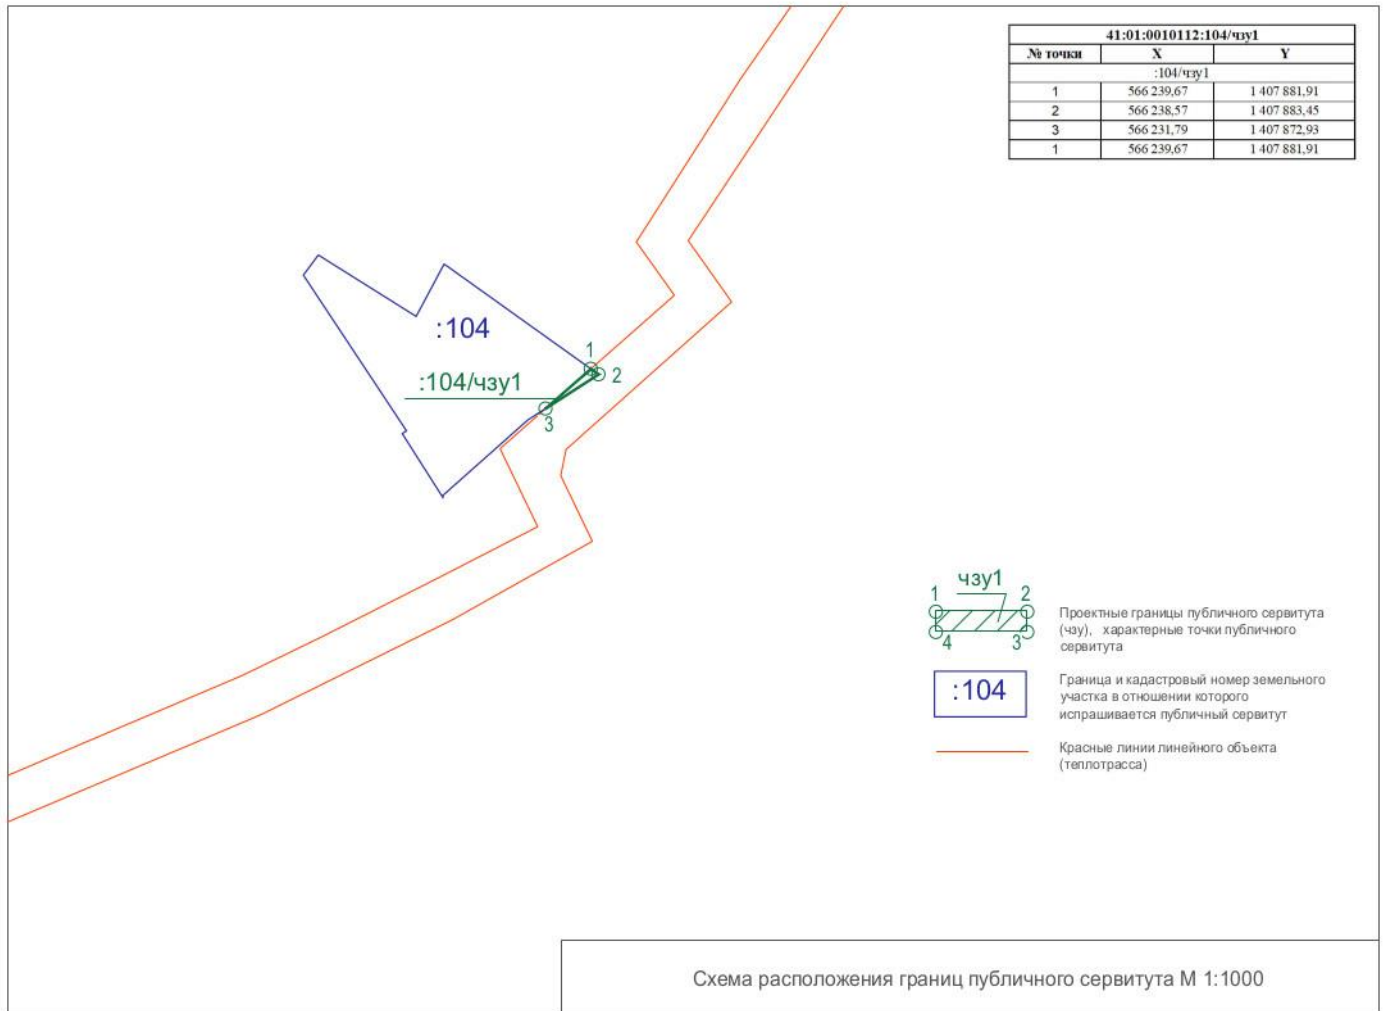 41:01:0010112:104/чзу1
№ точки X Y
:104/чзу1
1 566 239,67 1 407 881,91
2 566 238,57 1 407 883,45
3 566 231,79 1 407 872,93
1 566 239,67 1 407 881,91
:104
1
:104/чзу1
2
3
чзу1
1 2
4 3
Проектные границы публичного сервитута
(чзу), характерные точки публичного
сервитута
:104
Граница и кадастровый номер земельного
участка в отношении которого
испрашивается публичный сервитут
Красные линии линейного объекта
(теплотрасса)
Схема расположения границ публичного сервитута М 1:1000